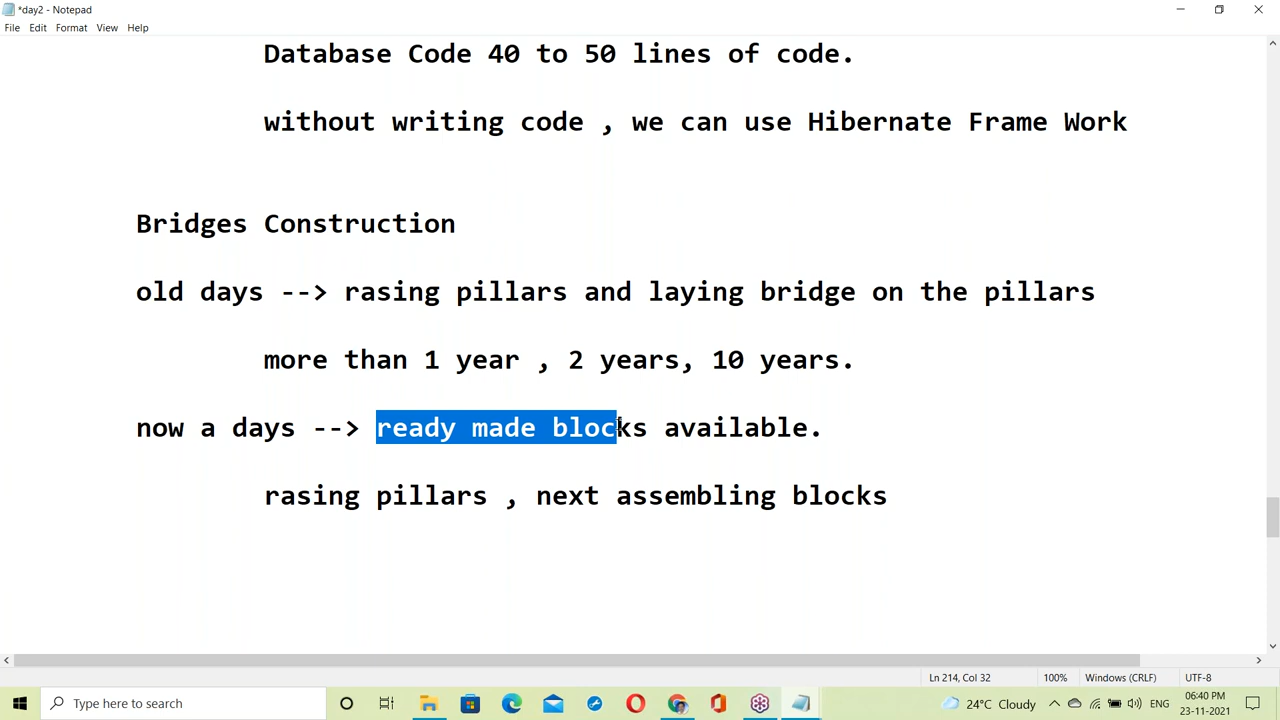 *day2 - Notepad
File Edit Format View Help
Database Code 40 to 50 lines of code.
without writing code , we can use Hibernate Frame Work
Bridges Construction
old days --> rasing pillars and laying bridge on the pillars
more than 1 year , 2 years, 10 years.
now a days --> ready made blocks available.
rasing pillars , next assembling blocks
Ln 214, Col 32 100% Windows (CRLF) UTF-8
Type here to search 24°C Cloudy ENG 06:40 PM
23-11-2021